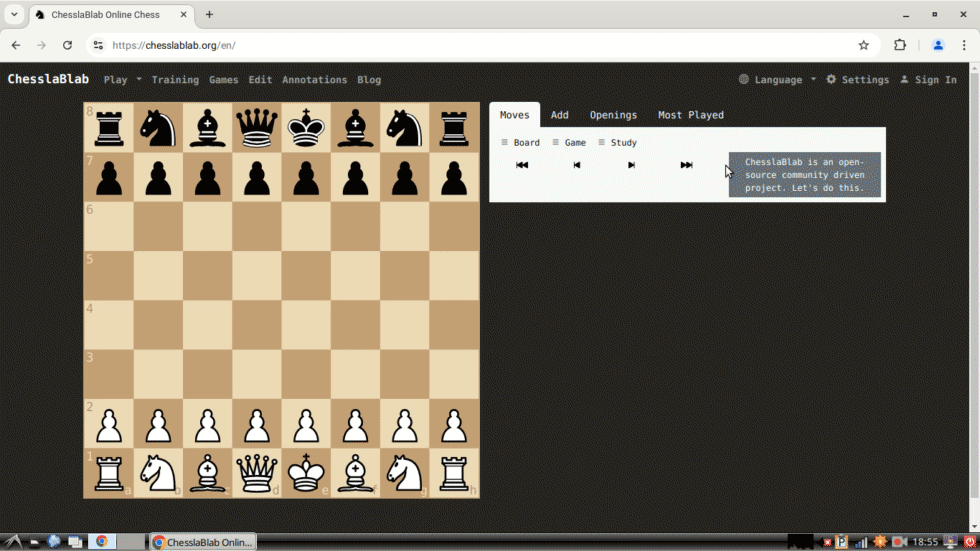 ChesslaBlab Online Chess
https://chesslablab.org/en/
ChesslaBlab Play Training Games Edit Annotations Blog Language Settings Sign In
Moves Add Openings Most Played
Board Game Study
ChesslaBlab is an open-
source community driven
project. Let's do this.
8
7
6
5
4
3
2
1
a b c d e f g h
ChesslaBlab Onlin...
18:55